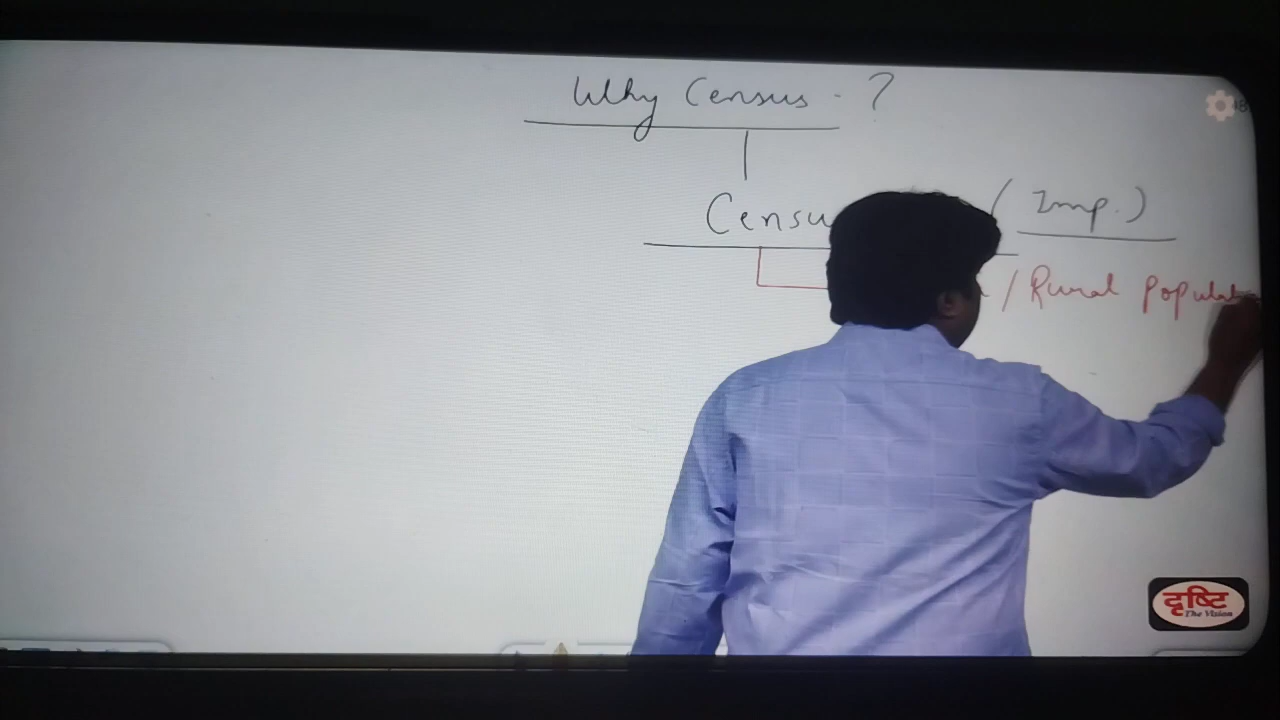 Why Census - ?
Censu
(Imp.)
/ Rural Populat
दृष्टि
The Vision